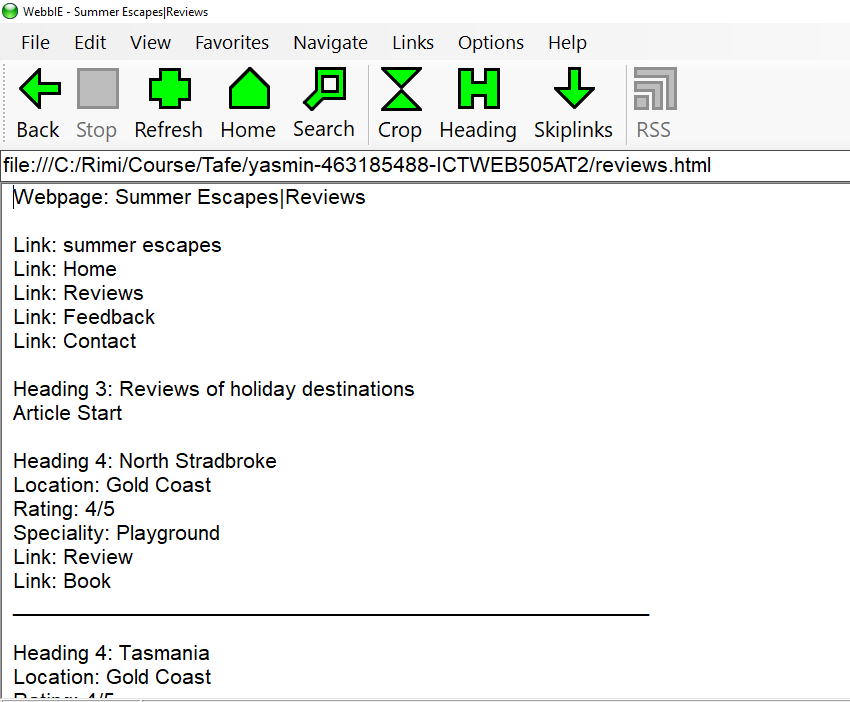 WebbIE - Summer Escapes|Reviews
File Edit View Favorites Navigate Links Options Help
Back Stop Refresh Home Search Crop Heading Skiplinks RSS
file:///C:/Rimi/Course/Tafe/yasmin-463185488-ICTWEB505AT2/reviews.html
Webpage: Summer Escapes|Reviews
Link: summer escapes
Link: Home
Link: Reviews
Link: Feedback
Link: Contact
Heading 3: Reviews of holiday destinations
Article Start
Heading 4: North Stradbroke
Location: Gold Coast
Rating: 4/5
Speciality: Playground
Link: Review
Link: Book
Heading 4: Tasmania
Location: Gold Coast
Rating: 4/5